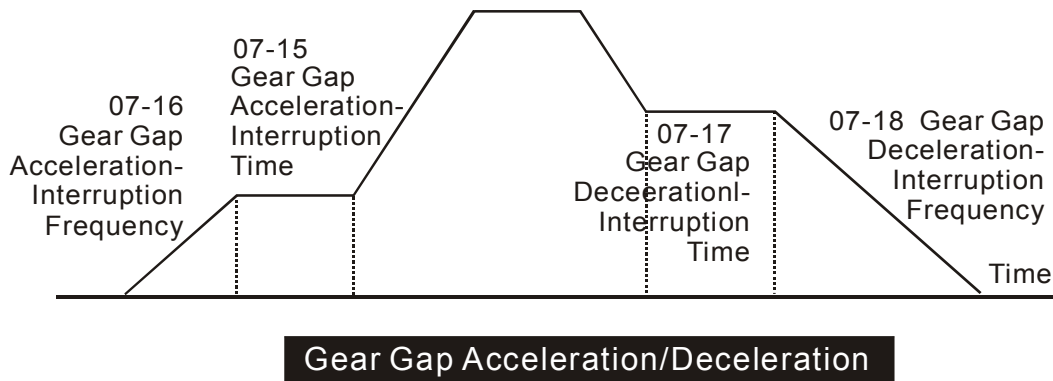 07-16
Gear Gap
Acceleration-
Interruption
Frequency
07-15
Gear Gap
Acceleration-
Interruption
Time
07-17
Gear Gap
Deceerationl-
Interruption
Time
07-18 Gear Gap
Deceleration-
Interruption
Frequency
Time
Gear Gap Acceleration/Deceleration